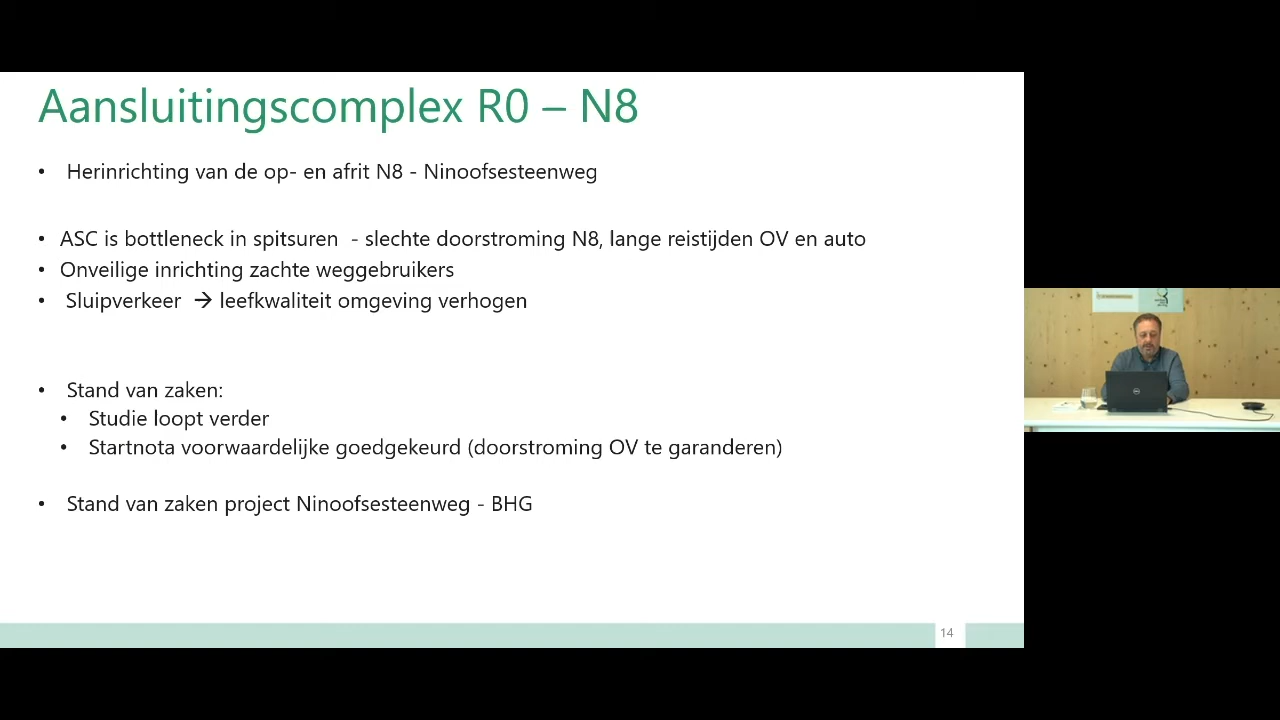 Aansluitingscomplex R0 – N8
• Herinrichting van de op- en afrit N8 - Ninoofsesteenweg
• ASC is bottleneck in spitsuren - slechte doorstroming N8, lange reistijden OV en auto
• Onveilige inrichting zachte weggebruikers
• Sluipverkeer → leefkwaliteit omgeving verhogen
• Stand van zaken:
• Studie loopt verder
• Startnota voorwaardelijke goedgekeurd (doorstroming OV te garanderen)
• Stand van zaken project Ninoofsesteenweg - BHG
14